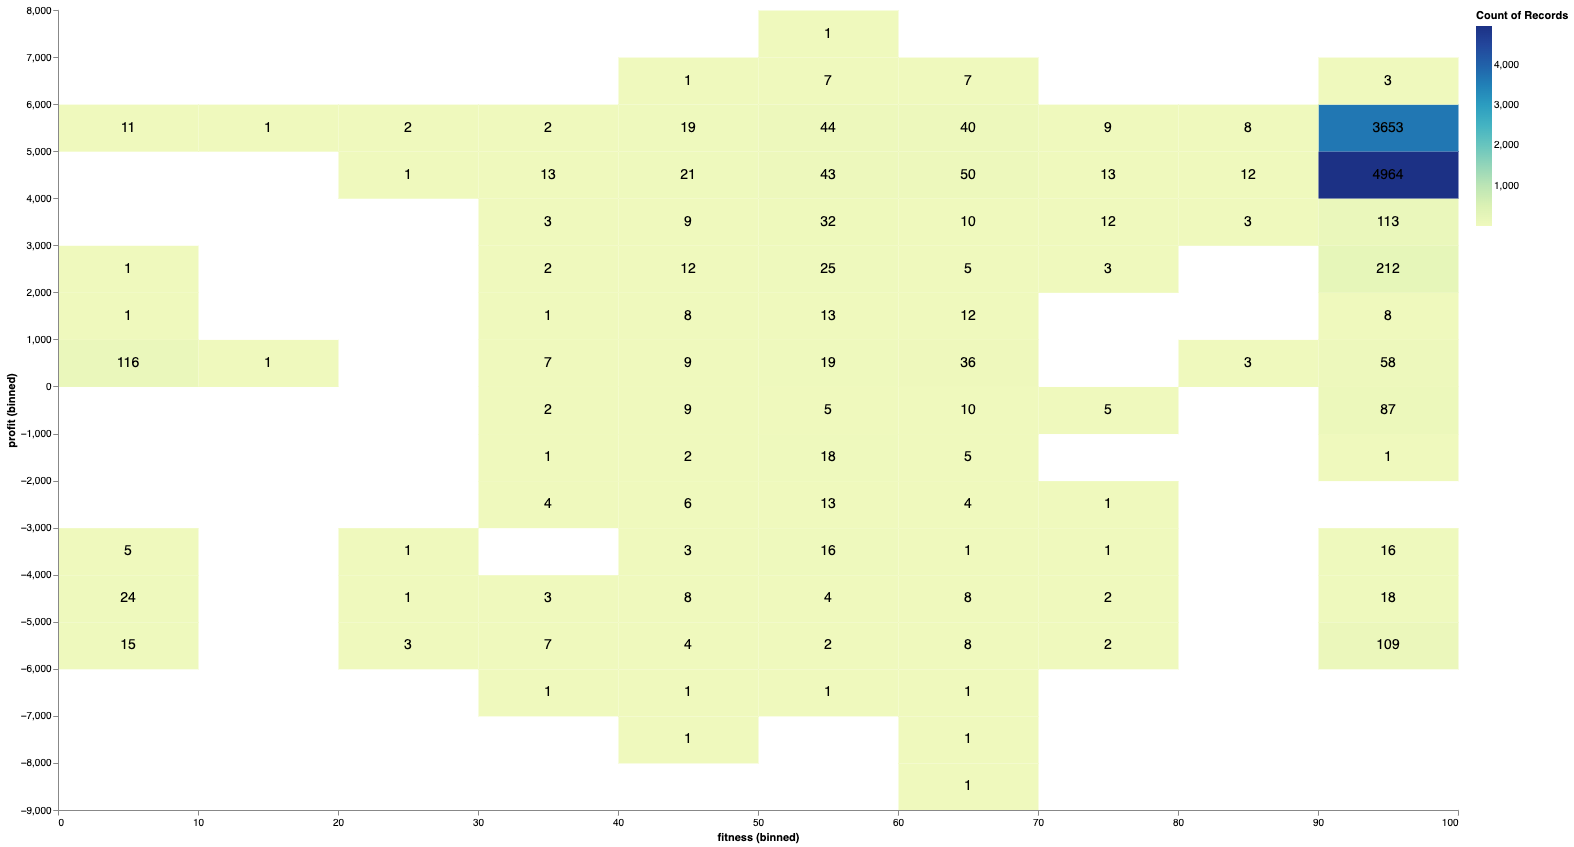 Count of Records
4,000
3,000
2,000
1,000
8,000
1
7,000
1 7 7 3
6,000
11 1 2 2 19 44 40 9 8 3653
5,000
1 13 21 43 50 13 12 4964
4,000
3 9 32 10 12 3 113
3,000
1 2 12 25 5 3 212
2,000
1 1 8 13 12 8
1,000
116 1 7 9 19 36 3 58
0
2 9 5 10 5 87
−1,000
1 2 18 5 1
−2,000
4 6 13 4 1
−3,000
5 1 3 16 1 1 16
−4,000
24 1 3 8 4 8 2 18
−5,000
15 3 7 4 2 8 2 109
−6,000
1 1 1 1
−7,000
1 1
−8,000
1
−9,000
profit (binned)
0 10 20 30 40 50 60 70 80 90 100
fitness (binned)